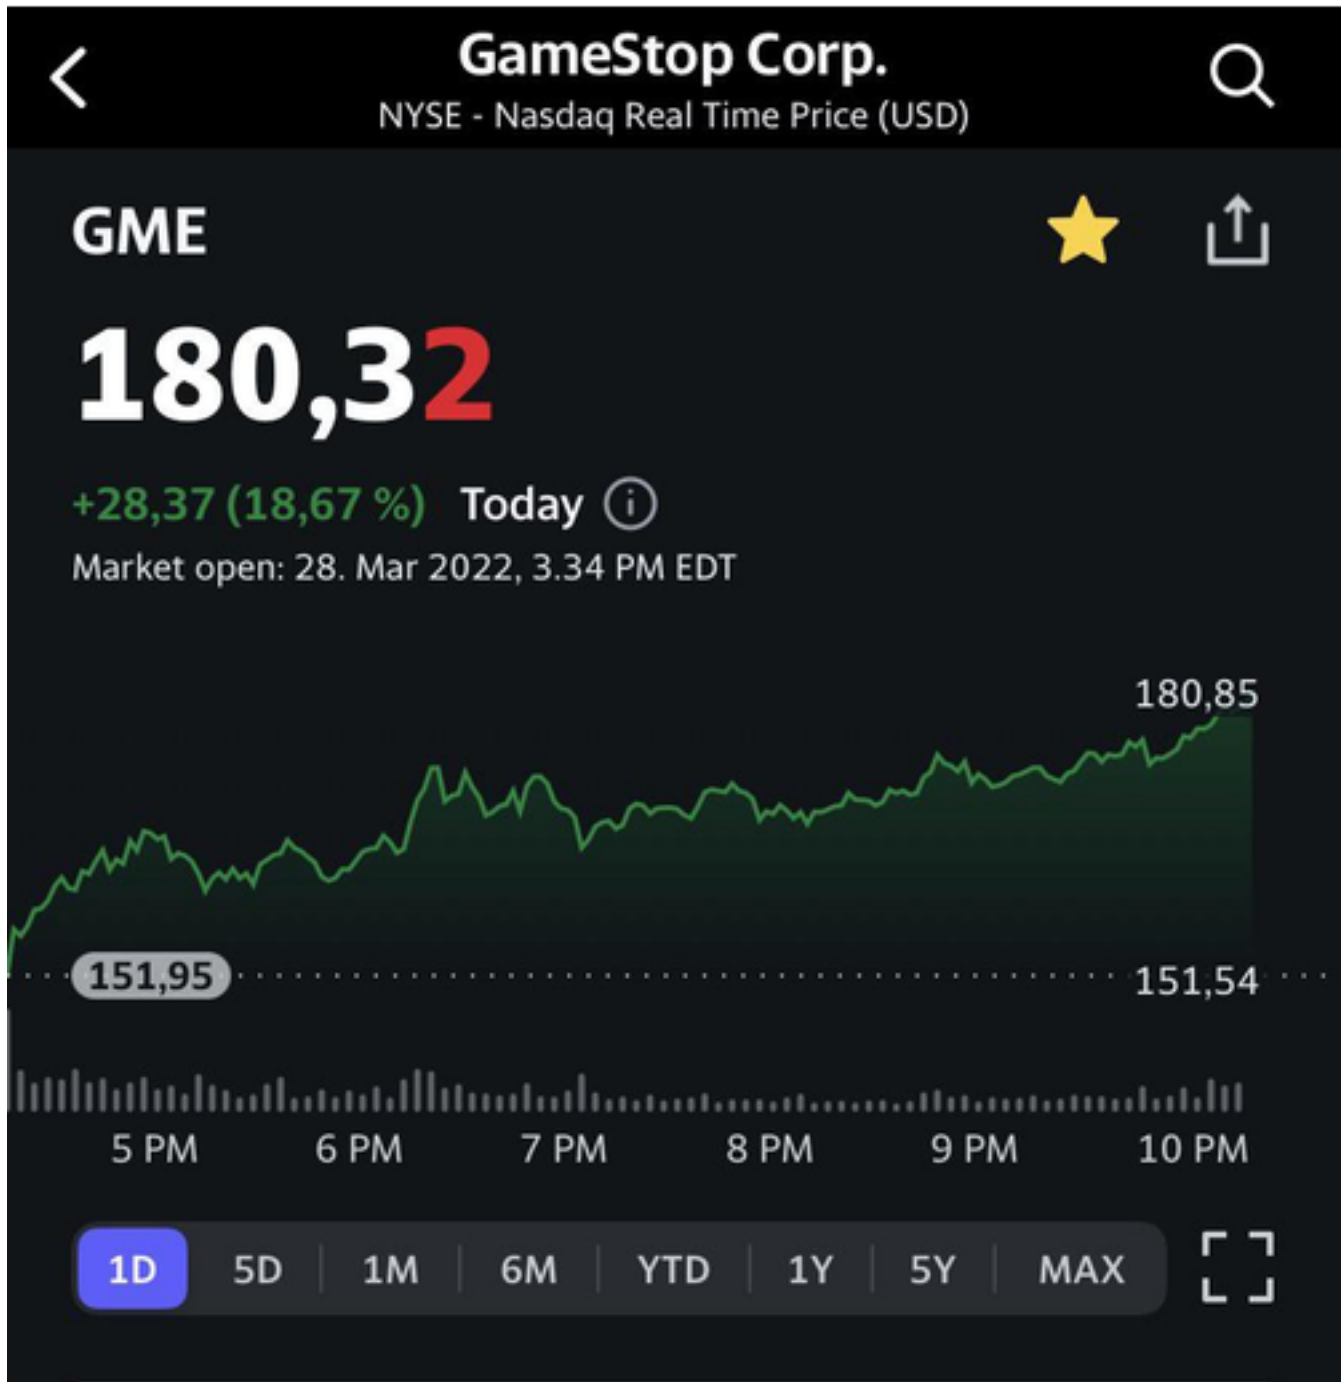 GameStop Corp.
NYSE - Nasdaq Real Time Price (USD)
GME
180,32
+28,37 (18,67 %) Today
Market open: 28. Mar 2022, 3.34 PM EDT
180,85
151,95 151,54
5 PM 6 PM 7 PM 8 PM 9 PM 10 PM
1D 5D 1M 6M YTD 1Y 5Y MAX